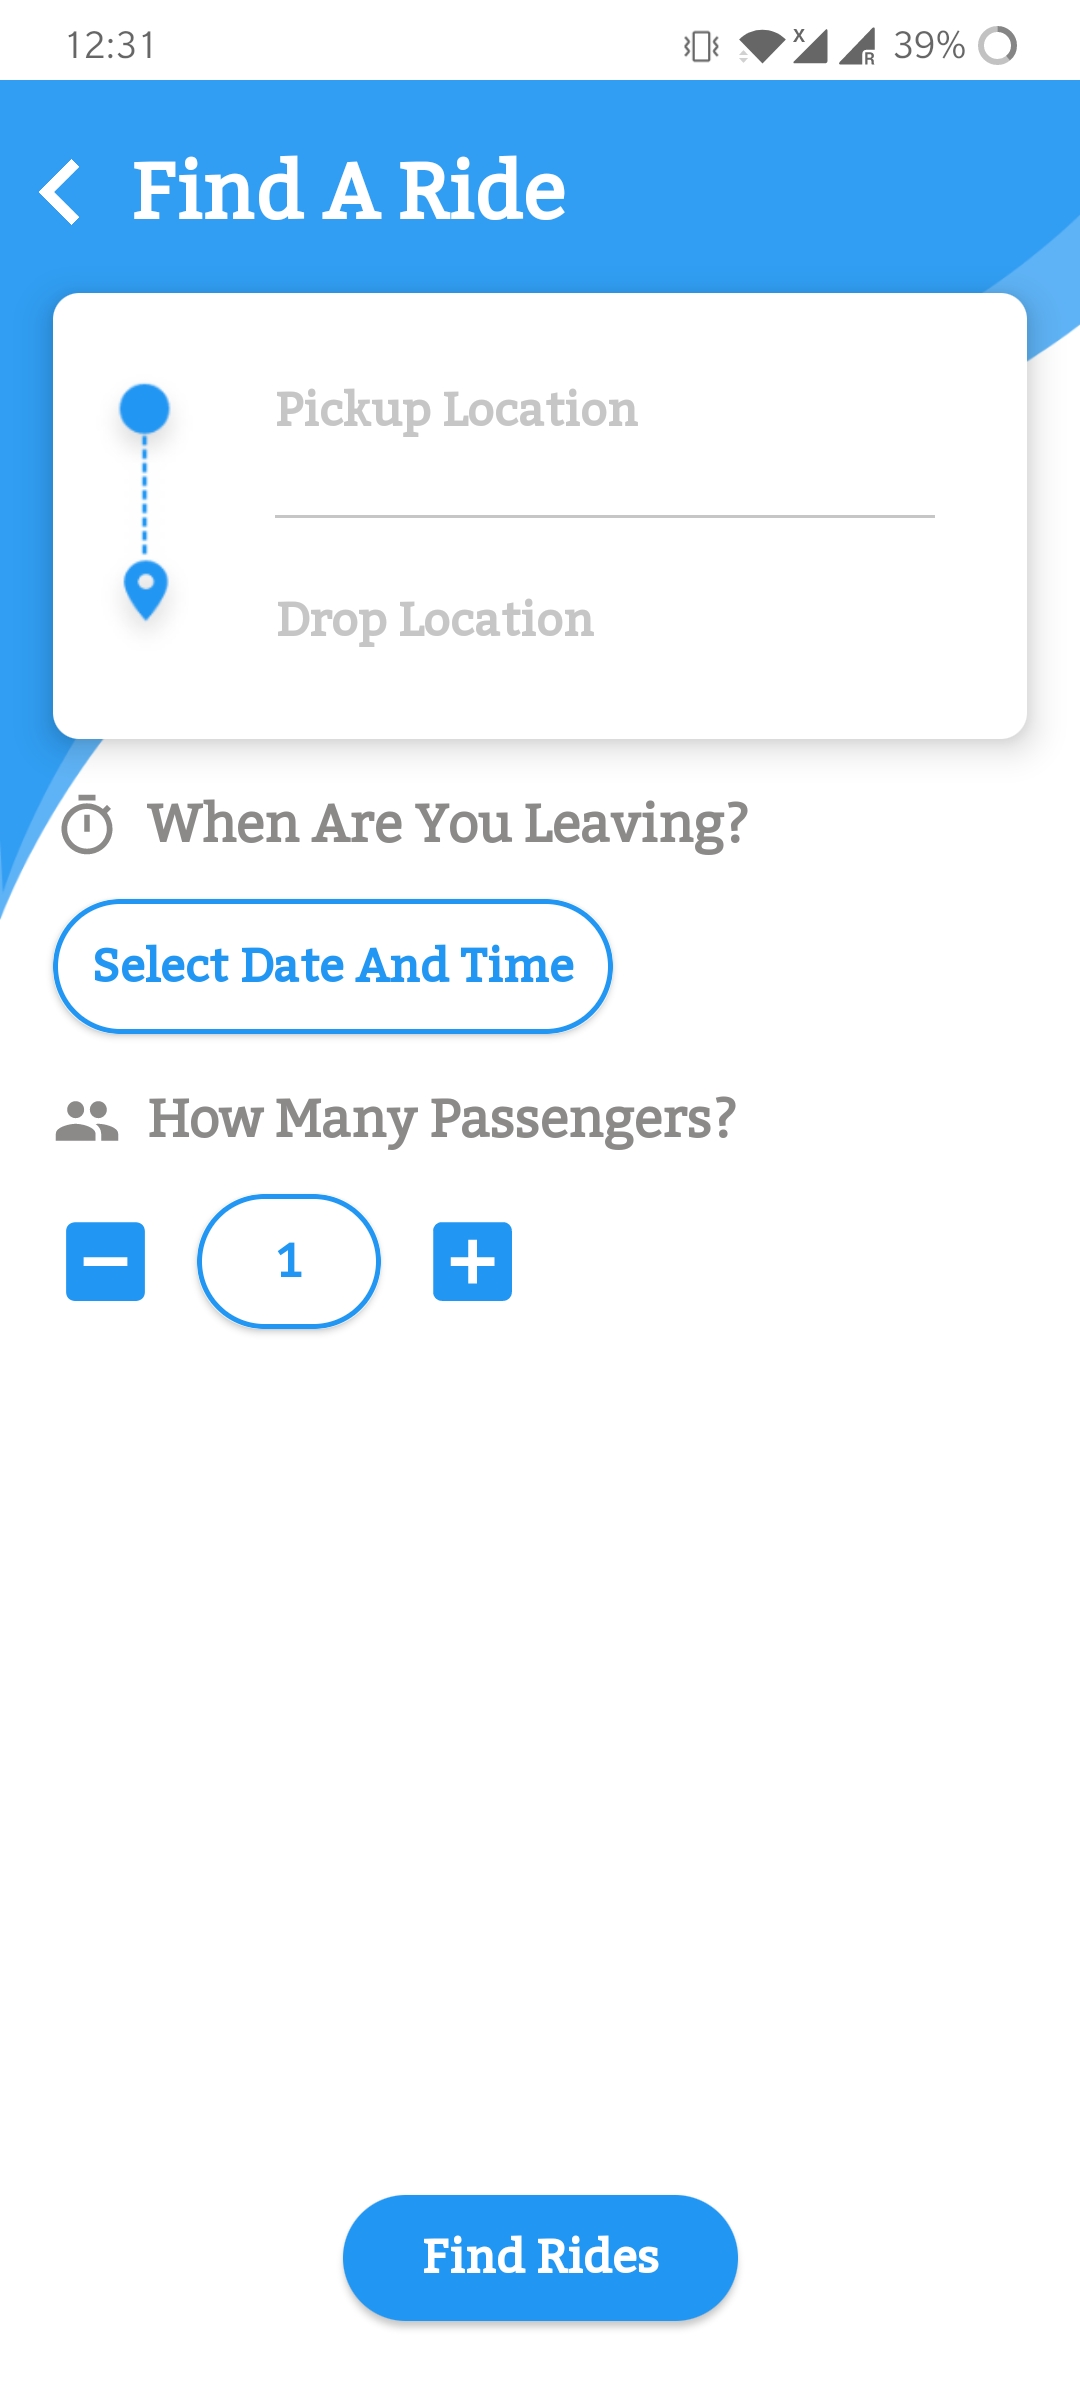 12:31
39%
Find A Ride
Pickup Location
Drop Location
When Are You Leaving?
Select Date And Time
How Many Passengers?
1
Find Rides